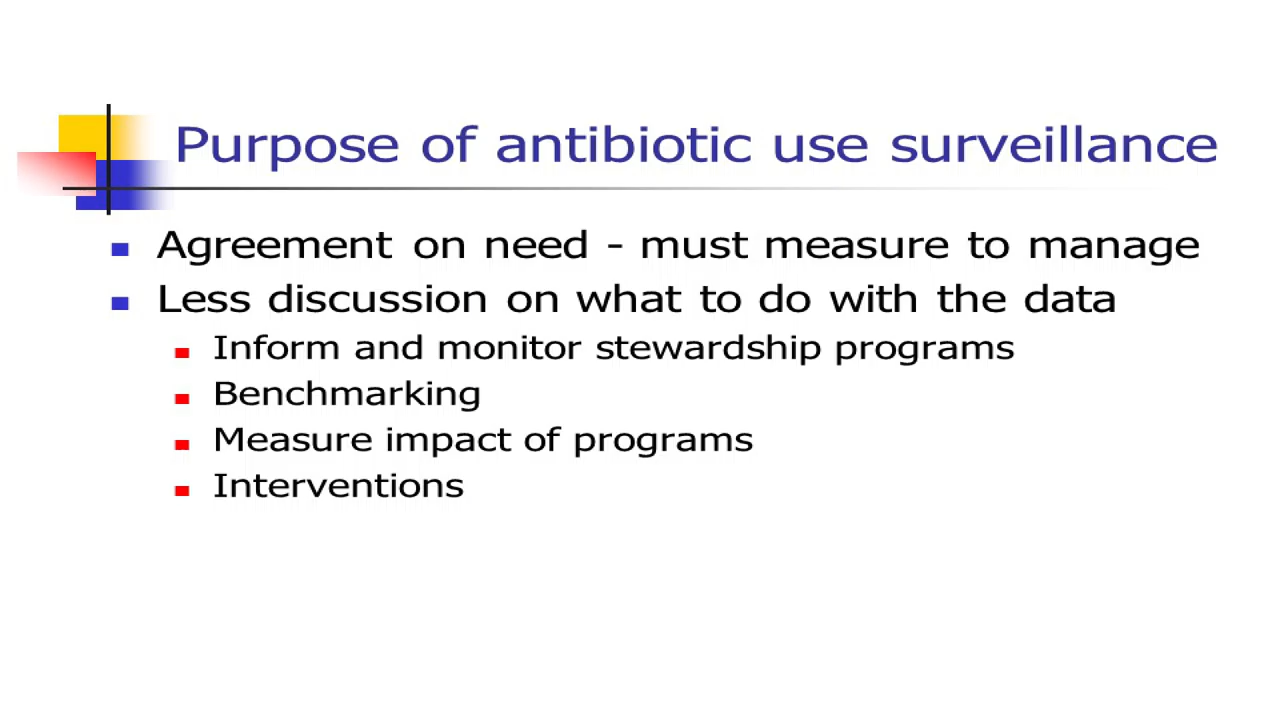 Purpose of antibiotic use surveillance
Agreement on need - must measure to manage
Less discussion on what to do with the data
Inform and monitor stewardship programs
Benchmarking
Measure impact of programs
Interventions